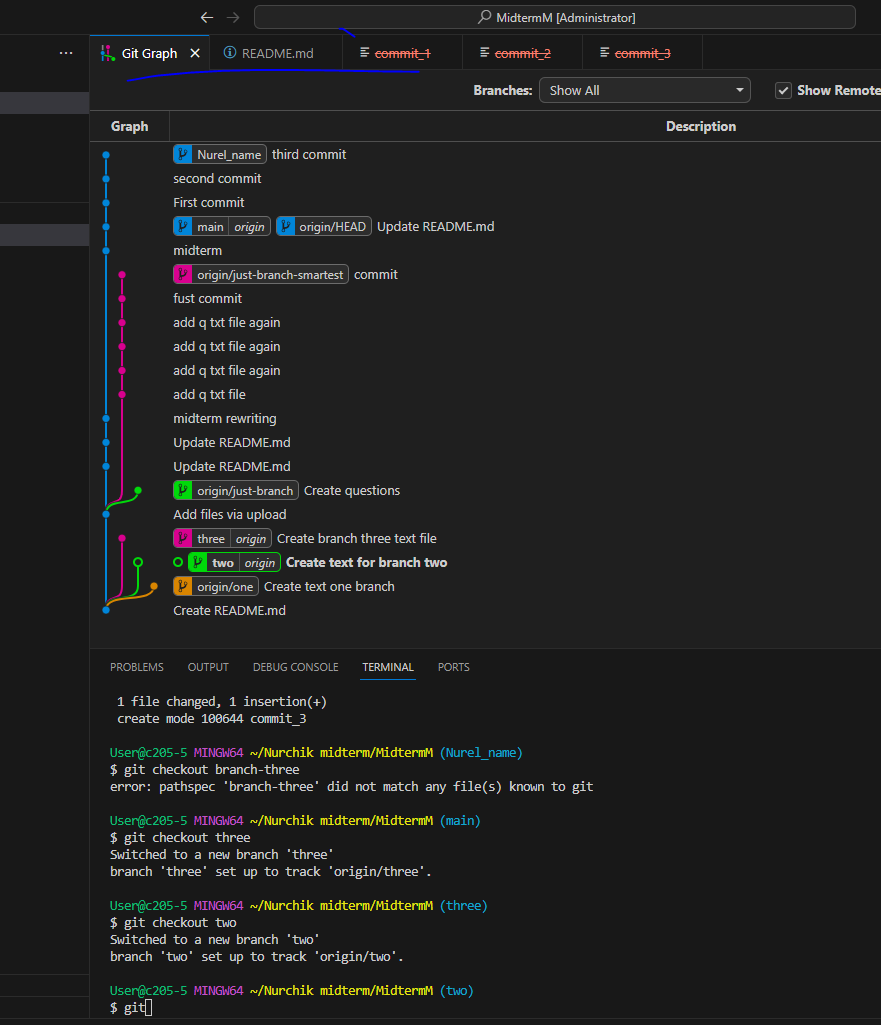 MidtermM [Administrator]
Git Graph README.md commit_1 commit_2 commit_3
Branches: Show All Show Remote
Graph Description
Nurel_name third commit
second commit
First commit
main origin origin/HEAD Update README.md
midterm
origin/just-branch-smartest commit
fust commit
add q txt file again
add q txt file again
add q txt file again
add q txt file
midterm rewriting
Update README.md
Update README.md
origin/just-branch Create questions
Add files via upload
three origin Create branch three text file
two origin Create text for branch two
origin/one Create text one branch
Create README.md
PROBLEMS OUTPUT DEBUG CONSOLE TERMINAL PORTS
1 file changed, 1 insertion(+)
create mode 100644 commit_3
User@c205-5 MINGW64 ~/Nurchik midterm/MidtermM (Nurel_name)
$ git checkout branch-three
error: pathspec 'branch-three' did not match any file(s) known to git
User@c205-5 MINGW64 ~/Nurchik midterm/MidtermM (main)
$ git checkout three
Switched to a new branch 'three'
branch 'three' set up to track 'origin/three'.
User@c205-5 MINGW64 ~/Nurchik midterm/MidtermM (three)
$ git checkout two
Switched to a new branch 'two'
branch 'two' set up to track 'origin/two'.
User@c205-5 MINGW64 ~/Nurchik midterm/MidtermM (two)
$ git